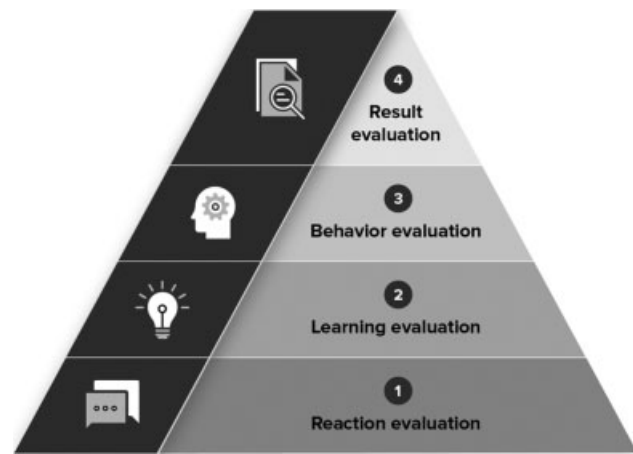 4
Result
evaluation
3
Behavior evaluation
2
Learning evaluation
1
Reaction evaluation